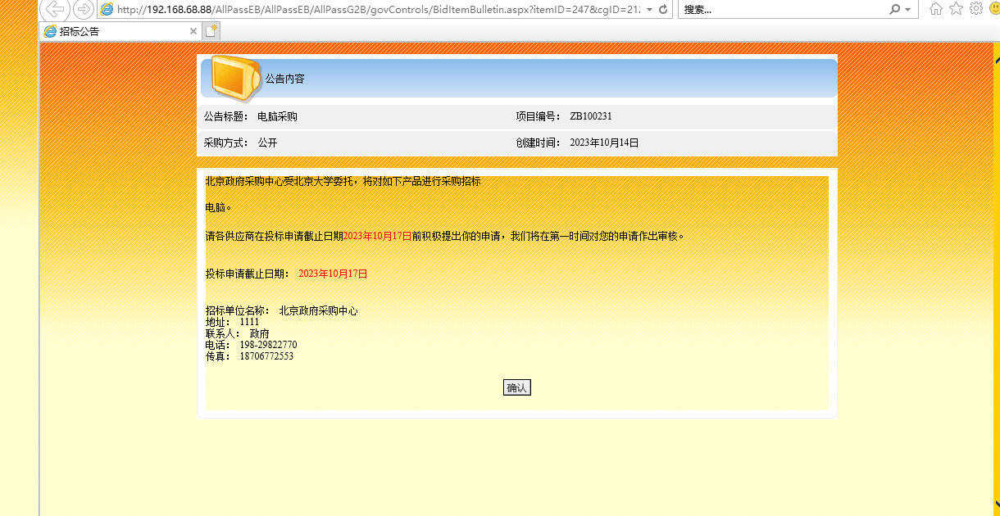 http://192.168.68.88/AllPassEB/AllPassEB/AllPassG2B/govControls/BidItemBulletin.aspx?itemID=247&cgID=212
搜索...
招标公告
公告内容
公告标题： 电脑采购 项目编号： ZB100231
采购方式： 公开 创建时间： 2023年10月14日
北京政府采购中心受北京大学委托，将对如下产品进行采购招标
电脑。
请各供应商在投标申请截止日期2023年10月17日前积极提出你的申请，我们将在第一时间对您的申请作出审核。
投标申请截止日期： 2023年10月17日
招标单位名称： 北京政府采购中心
地址： 1111
联系人： 政府
电话： 198-29822770
传真： 18706772553
确认